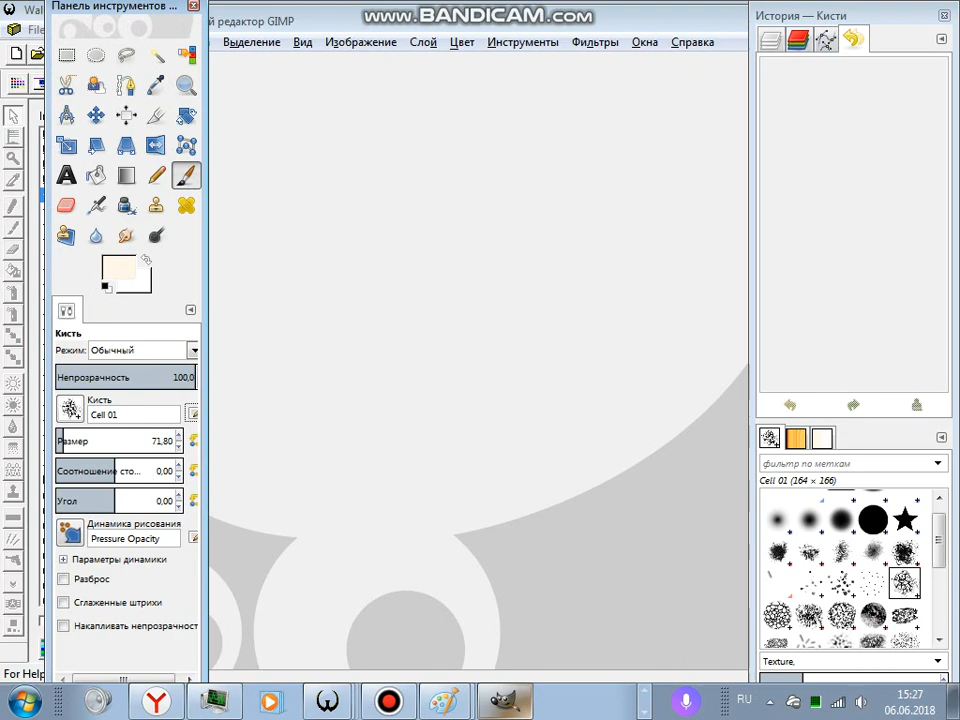 Wal
Панель инструментов ...
й редактор GIMP
www.BANDICAM.com
История — Кисти
File
Выделение Вид Изображение Слой Цвет Инструменты Фильтры Окна Справка
Кисть
Режим: Обычный
Непрозрачность 100,0
Кисть
Cell 01
Размер 71,80
Соотношение сто... 0,00
Угол 0,00
Динамика рисования
Pressure Opacity
Параметры динамики
Разброс
Сглаженные штрихи
Накапливать непрозрачност
фильтр по меткам
Cell 01 (164 × 166)
Texture,
For Help
RU
15:27
06.06.2018